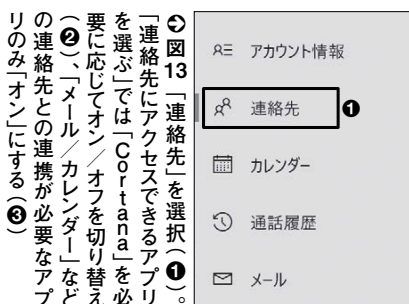 ➲図13 「連絡先」を選択(❶)。
「連絡先にアクセスできるアプリ
を選ぶ」では「Cortana」を必
要に応じてオン／オフを切り替え
(❷)、「メール／カレンダー」など
の連絡先との連携が必要なアプ
リのみ「オン」にする(❸)
アカウント情報
連絡先 ❶
カレンダー
通話履歴
メール